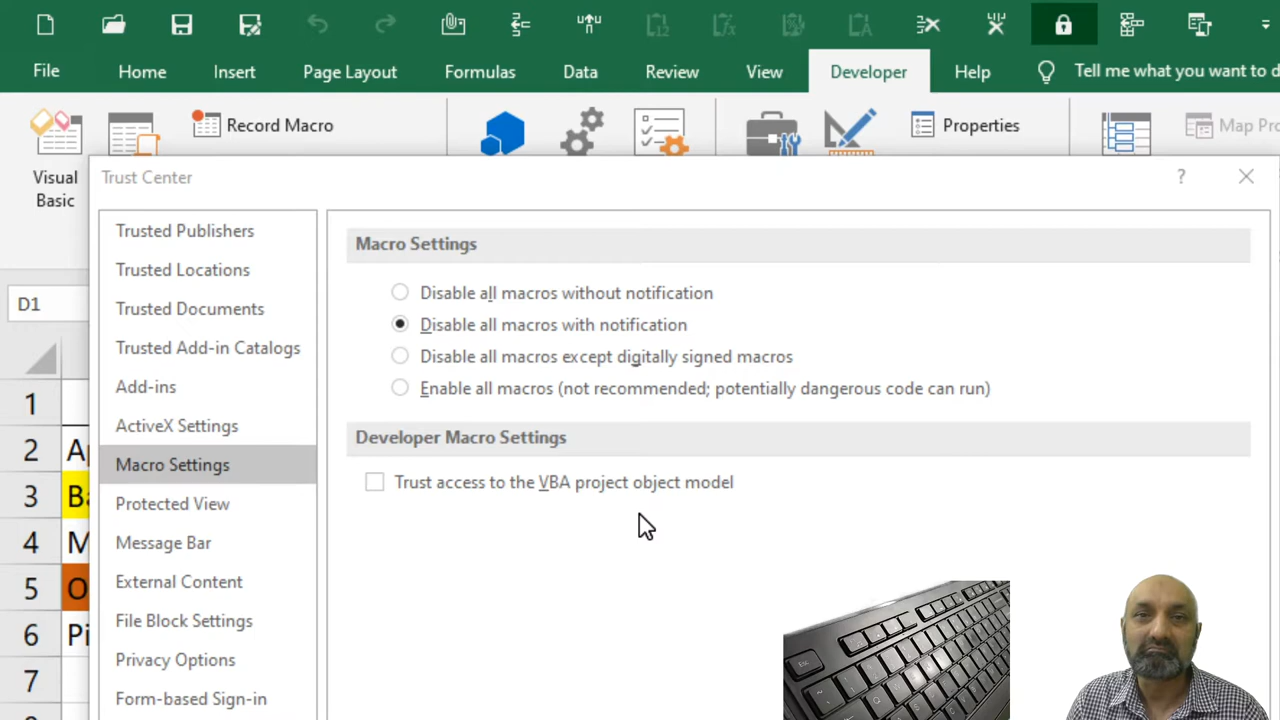 File
Home
Insert
Page Layout
Formulas
Data
Review
View
Developer
Help
Tell me what you want to d
Visual
Basic
Record Macro
Properties
Map Pro
Trust Center
?
Trusted Publishers
Trusted Locations
Trusted Documents
Trusted Add-in Catalogs
Add-ins
ActiveX Settings
Macro Settings
Protected View
Message Bar
External Content
File Block Settings
Privacy Options
Form-based Sign-in
Macro Settings
Disable all macros without notification
Disable all macros with notification
Disable all macros except digitally signed macros
Enable all macros (not recommended; potentially dangerous code can run)
Developer Macro Settings
Trust access to the VBA project object model
D1
1
2 Ap
3 Ba
4 M
5 O
6 Pi
7
Esc